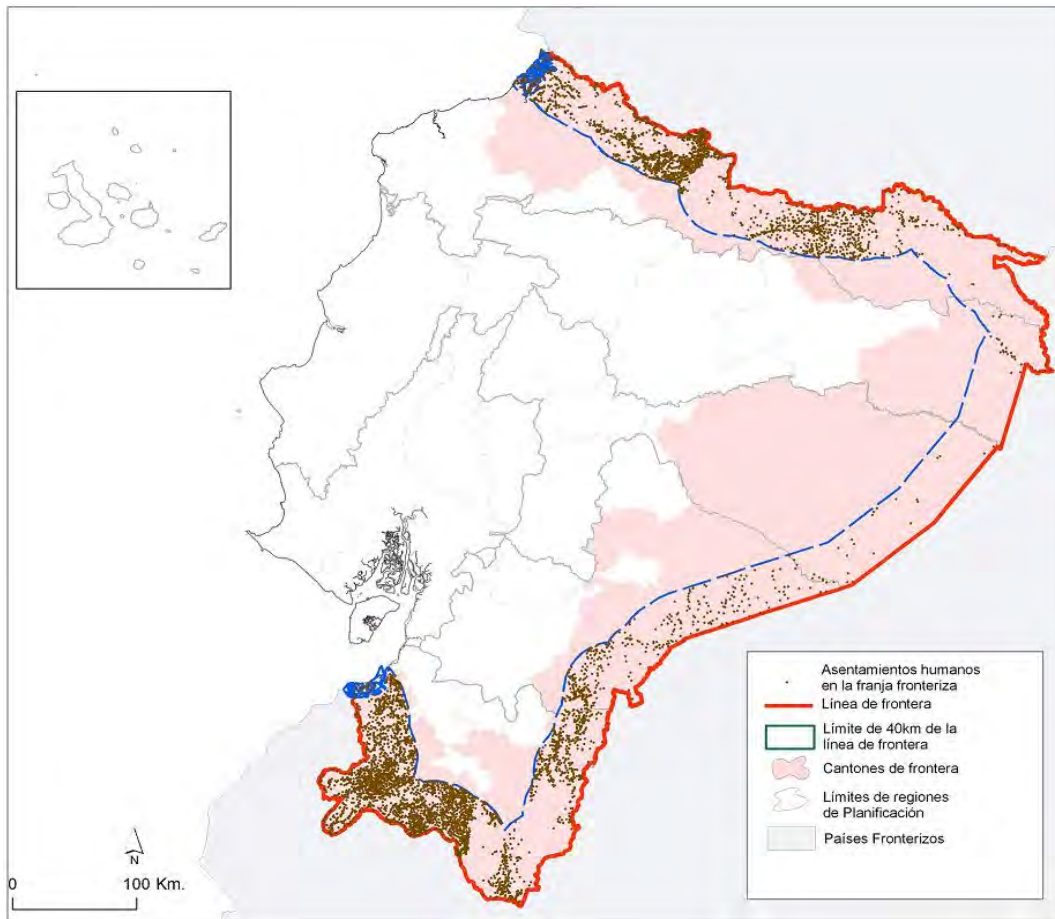 Asentamientos humanos
en la franja fronteriza
Línea de frontera
Límite de 40km de la
línea de frontera
Cantones de frontera
Límites de regiones
de Planificación
Países Fronterizos
N
0 100 Km.